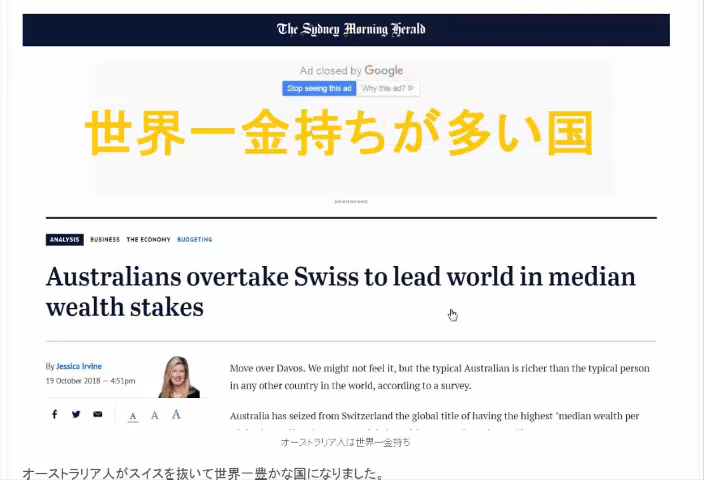 The Sydney Morning Herald
Ad closed by Google
Stop seeing this ad Why this ad?
世界一金持ちが多い国
Advertisement
ANALYSIS BUSINESS THE ECONOMY BUDGETING
Australians overtake Swiss to lead world in median
wealth stakes
By Jessica Irvine
19 October 2018 — 4:51pm
A A A
Move over Davos. We might not feel it, but the typical Australian is richer than the typical person
in any other country in the world, according to a survey.
Australia has seized from Switzerland the global title of having the highest "median wealth per
オーストラリア人は世界一金持ち
オーストラリア人がスイスを抜いて世界一豊かな国になりました。